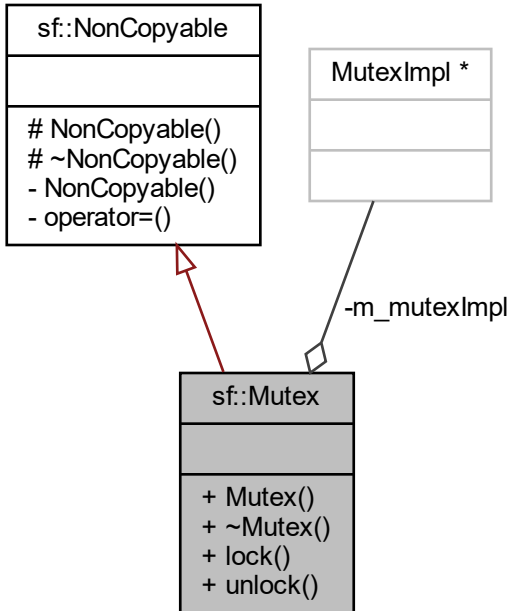 sf::NonCopyable
# NonCopyable()
# ~NonCopyable()
- NonCopyable()
- operator=()
MutexImpl *
-m_mutexImpl
sf::Mutex
+ Mutex()
+ ~Mutex()
+ lock()
+ unlock()